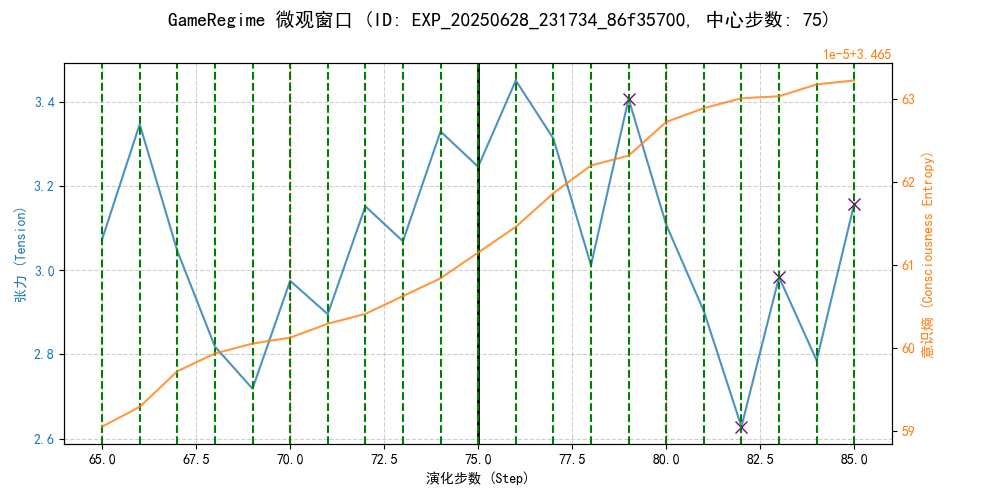 GameRegime 微观窗口 (ID: EXP_20250628_231734_86f35700, 中心步数: 75)
1e-5+3.465
3.4
3.2
3.0
2.8
2.6
张力 (Tension)
63
62
61
60
59
意识熵 (Consciousness Entropy)
65.0 67.5 70.0 72.5 75.0 77.5 80.0 82.5 85.0
演化步数 (Step)